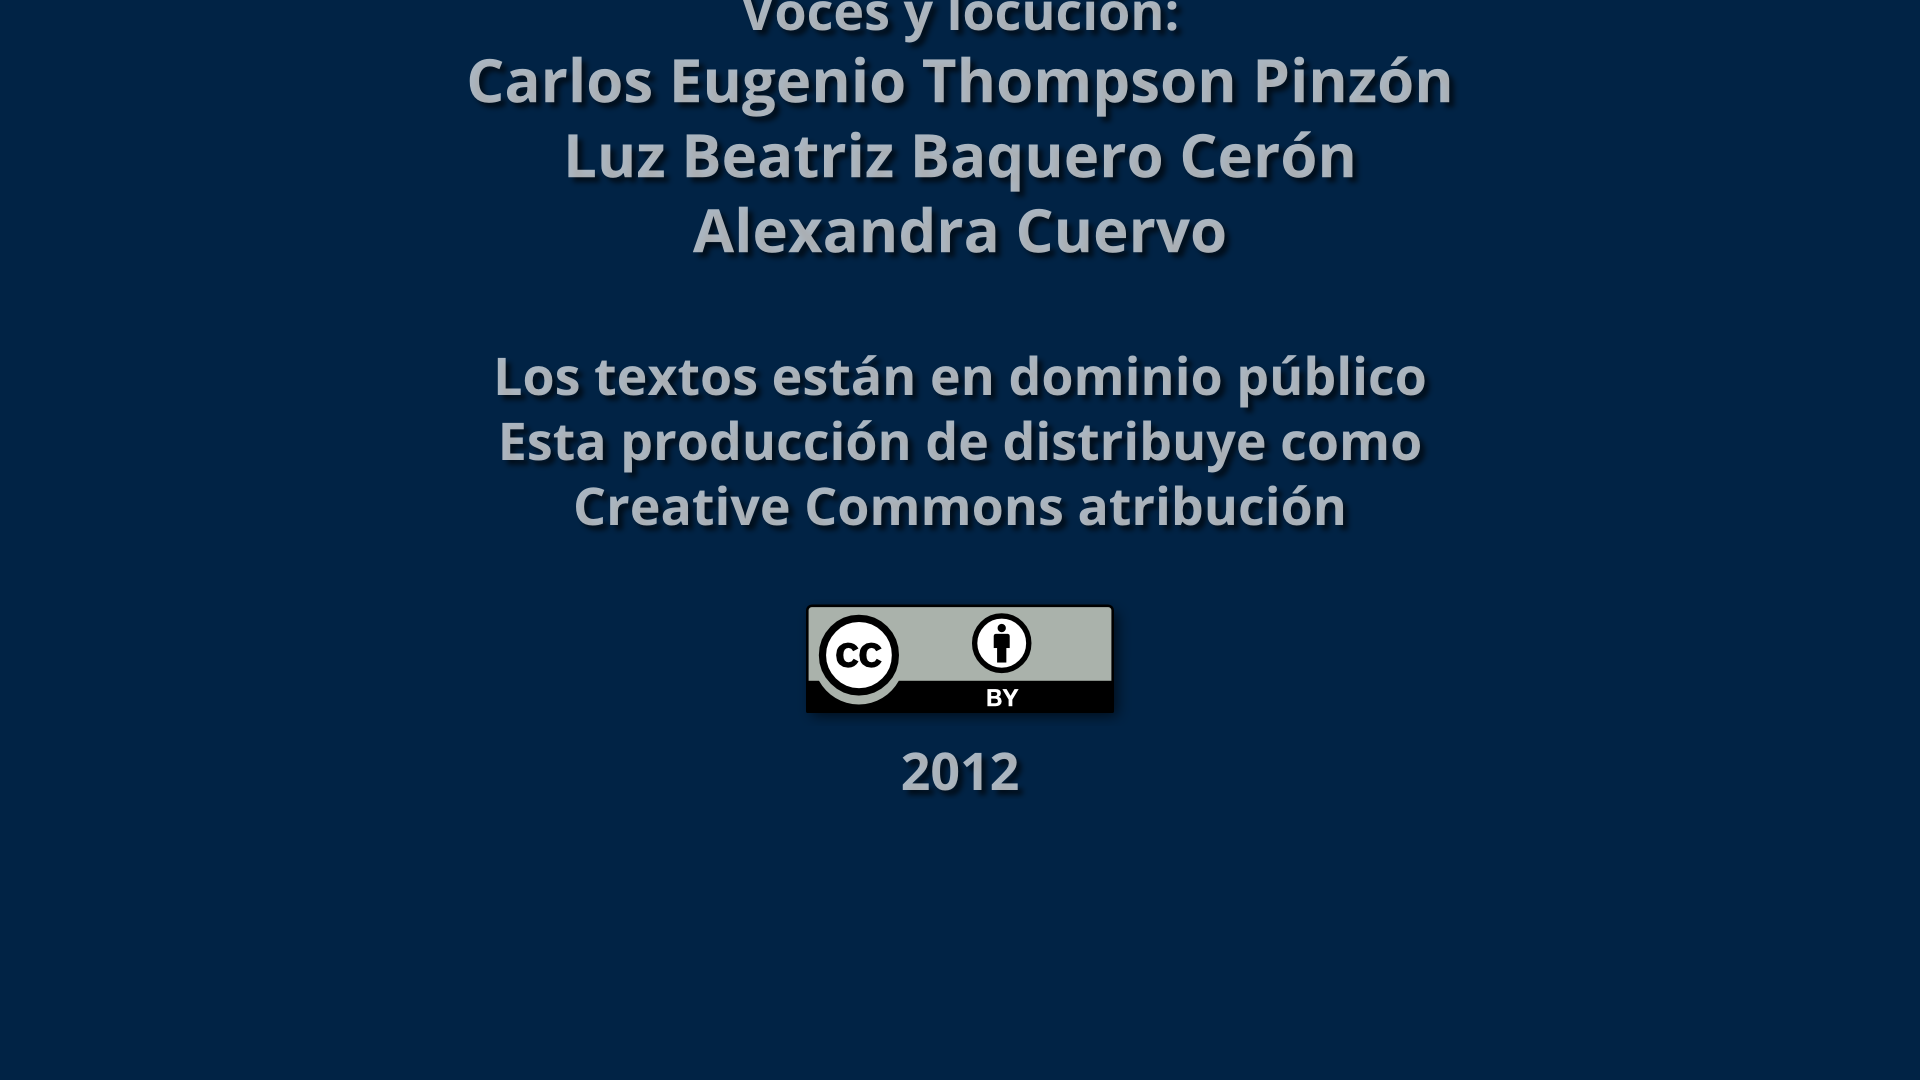 Voces y locución:
Carlos Eugenio Thompson Pinzón
Luz Beatriz Baquero Cerón
Alexandra Cuervo
Los textos están en dominio público
Esta producción de distribuye como
Creative Commons atribución
cc
BY
2012